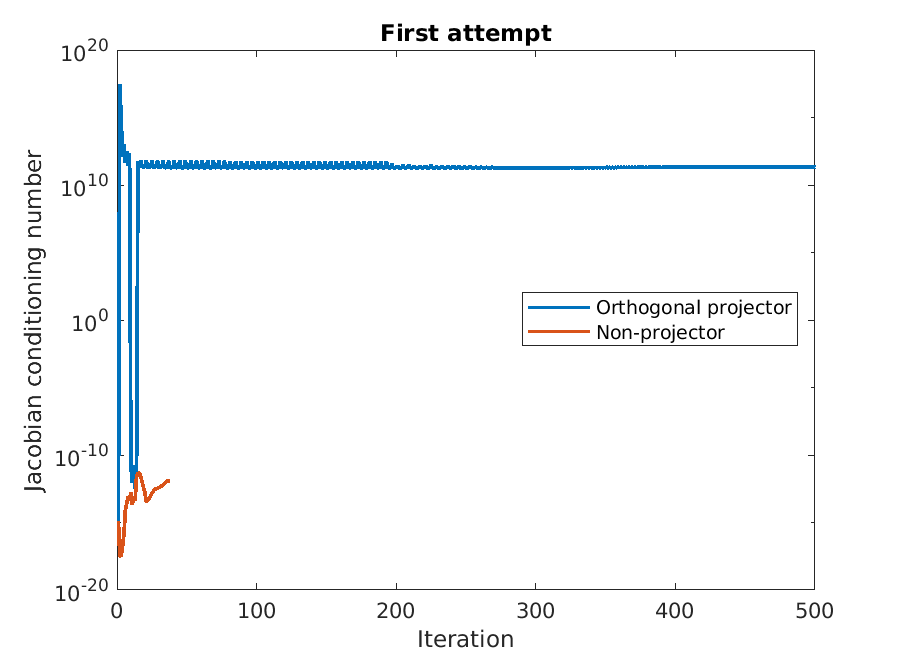 First attempt
Jacobian conditioning number
10^20
10^10
10^0
10^-10
10^-20
Orthogonal projector
Non-projector
0 100 200 300 400 500
Iteration